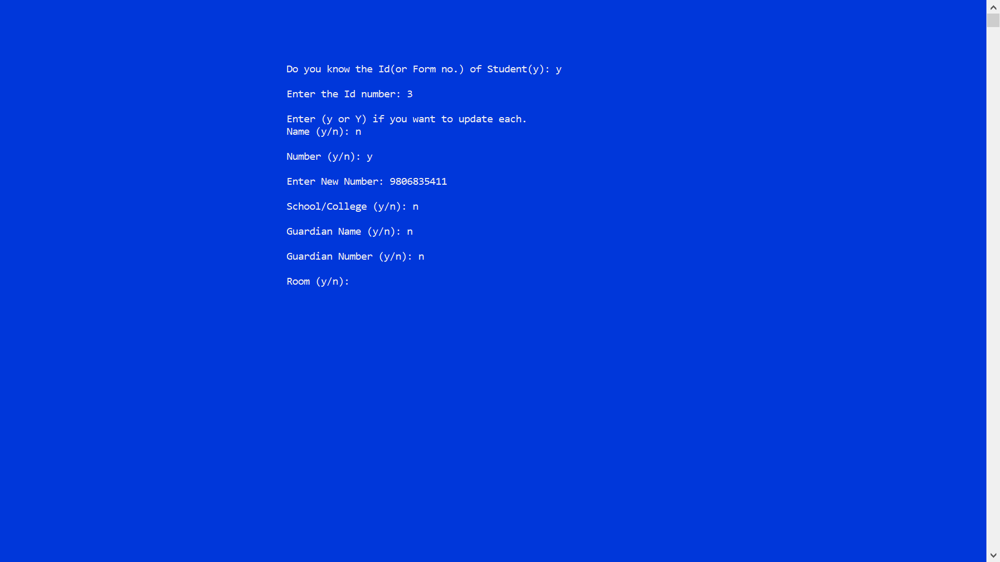 Do you know the Id(or Form no.) of Student(y): y
Enter the Id number: 3
Enter (y or Y) if you want to update each.
Name (y/n): n
Number (y/n): y
Enter New Number: 9806835411
School/College (y/n): n
Guardian Name (y/n): n
Guardian Number (y/n): n
Room (y/n):